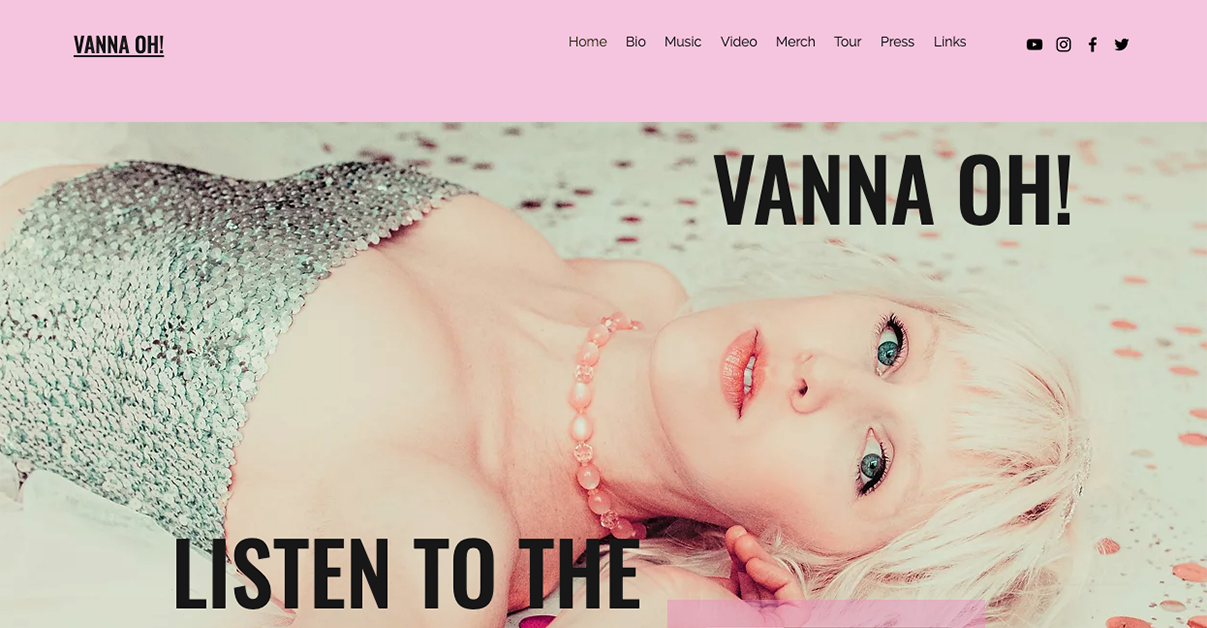 VANNA OH!
Home Bio Music Video Merch Tour Press Links
VANNA OH!
LISTEN TO THE